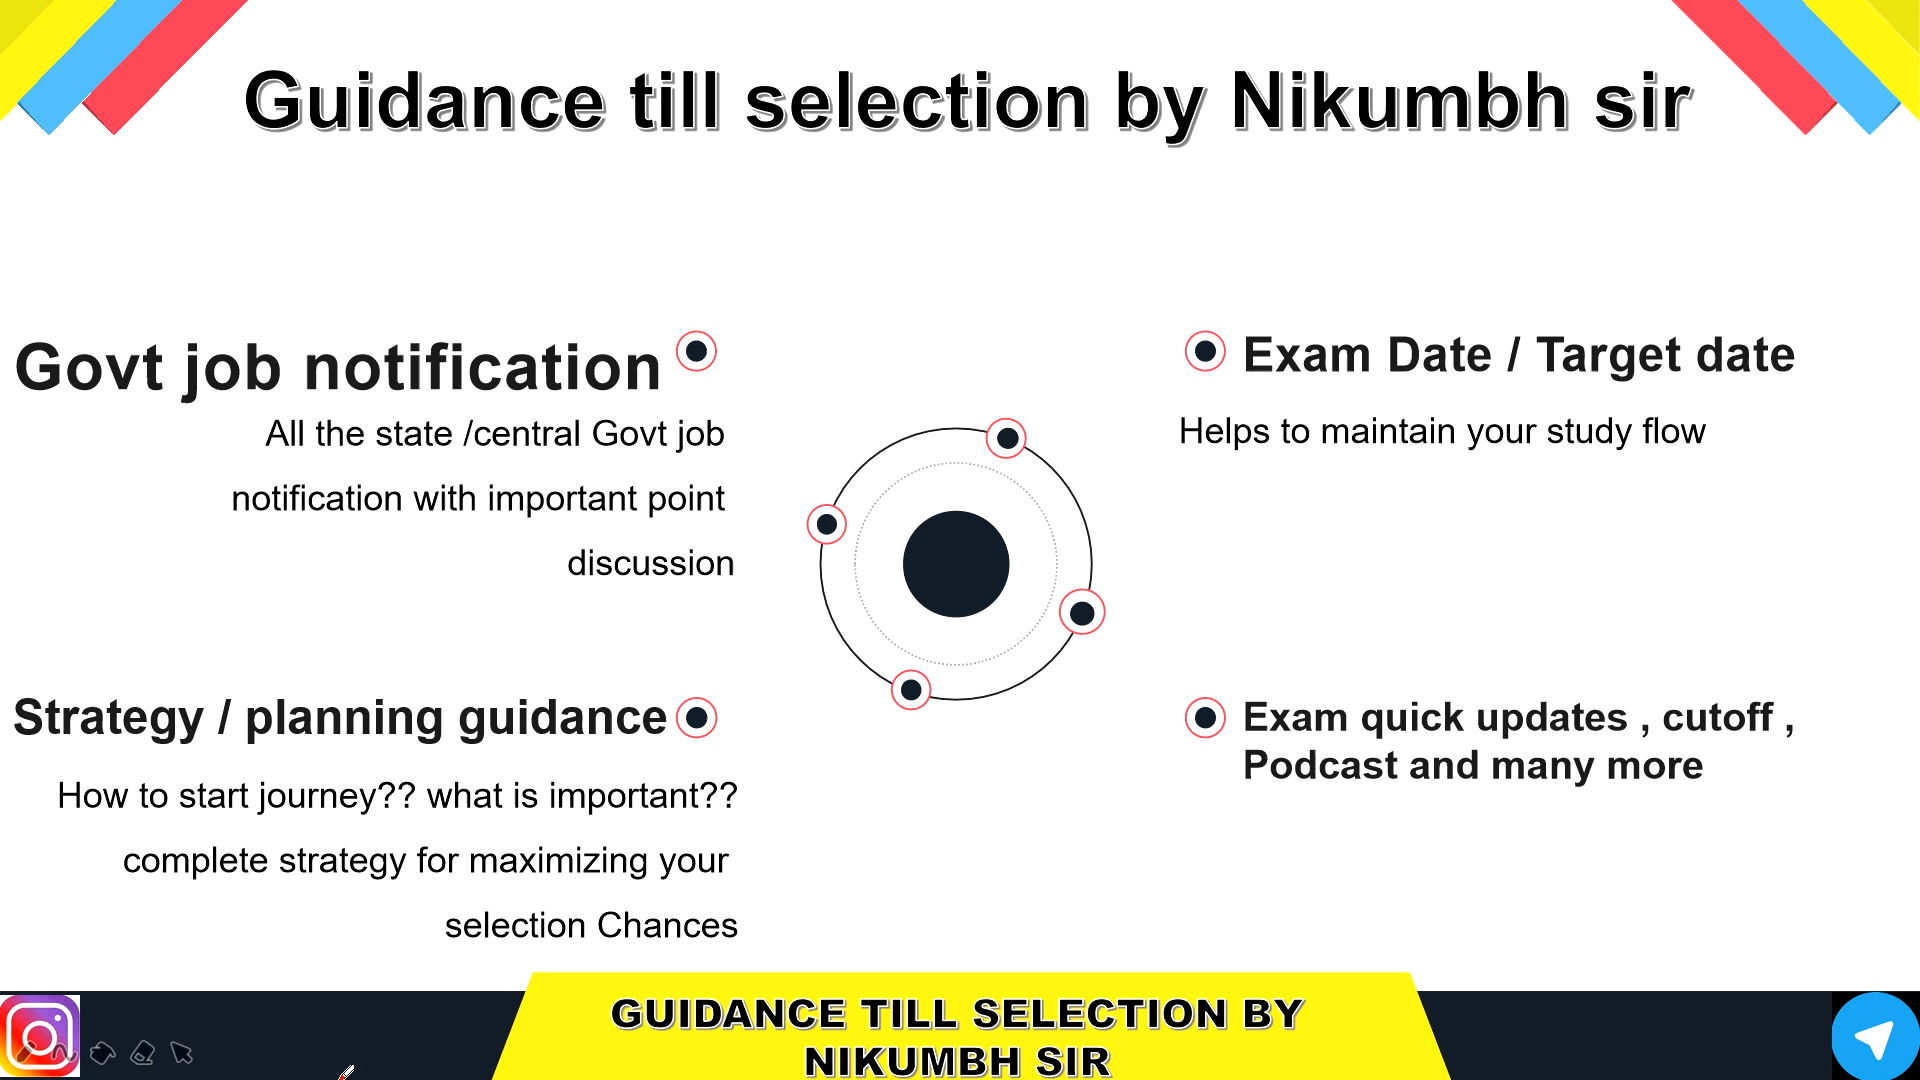 Guidance till selection by Nikumbh sir
Govt job notification
All the state /central Govt job
notification with important point
discussion
Exam Date / Target date
Helps to maintain your study flow
Strategy / planning guidance
How to start journey?? what is important??
complete strategy for maximizing your
selection Chances
Exam quick updates , cutoff ,
Podcast and many more
GUIDANCE TILL SELECTION BY
NIKUMBH SIR